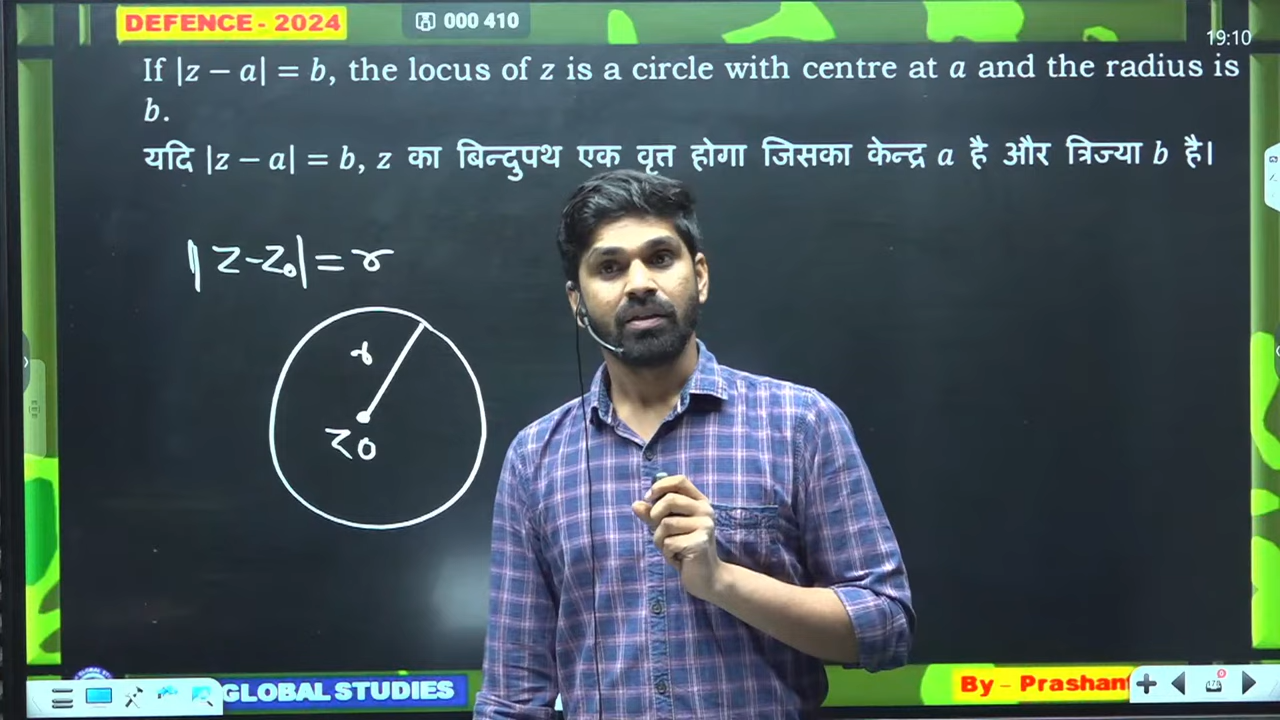 DEFENCE - 2024
000 410
19:10
If |z − a| = b, the locus of z is a circle with centre at a and the radius is
b.
यदि |z − a| = b, z का बिन्दुपथ एक वृत्त होगा जिसका केन्द्र a है और त्रिज्या b है।
|z-z₀| = r
r
z0
GLOBAL STUDIES
By - Prashant